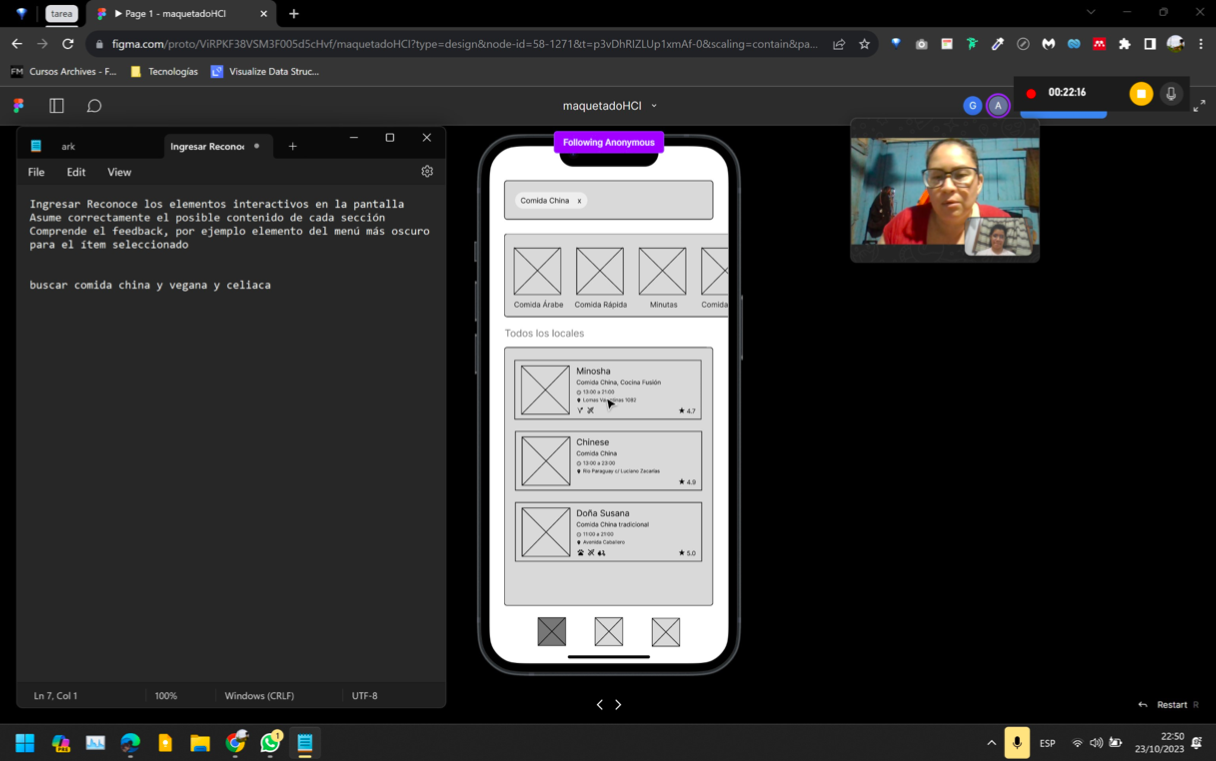 tarea
Page 1 - maquetadoHCI
figma.com/proto/ViRPKF39VSM3F005d5cHvf/maquetadoHCI?type=design&node-id=58-1271&t=p3vDhRIZLUp1xmAf-0&scaling=contain&pa...
FM Cursos Archives - F...
Tecnologías
Visualize Data Struc...
maquetadoHCI
G
A
00:22:16
ark
Ingresar Reconoc
File
Edit
View
Ingresar Reconoce los elementos interactivos en la pantalla
Asume correctamente el posible contenido de cada sección
Comprende el feedback, por ejemplo elemento del menú más oscuro
para el ítem seleccionado
buscar comida china y vegana y celiaca
Ln 7, Col 1
100%
Windows (CRLF)
UTF-8
Following Anonymous
Comida China x
Comida Árabe
Comida Rápida
Minutas
Comida
Todos los locales
Minosha
Comida China, Cocina Fusión
13:00 a 21:00
Lomas 1082
4.7
Chinese
Comida China
13:00 a 23:00
Río Paraguay c/ Luciano Zecarías
4.9
Doña Susana
Comida China tradicional
11:00 a 21:00
Avenida Caballero
5.0
Restart R
PRE
1
ESP
22:50
23/10/2023